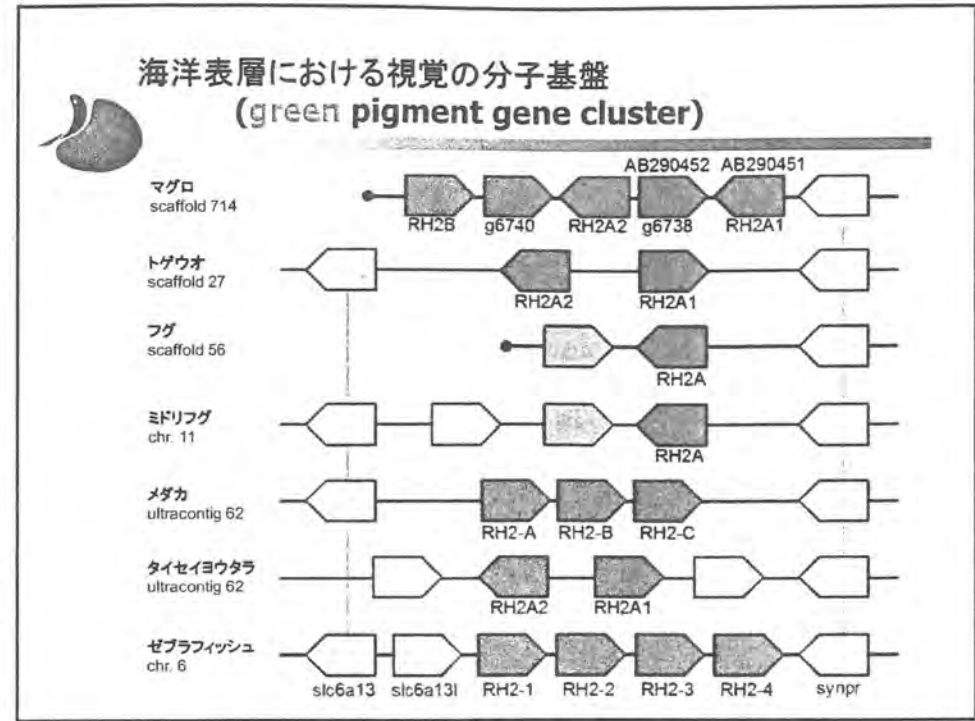 海洋表層における視覚の分子基盤
(green pigment gene cluster)
マグロ
scaffold 714
AB290452 AB290451
RH2B g6740 RH2A2 g6738 RH2A1
トゲウオ
scaffold 27
RH2A2 RH2A1
フグ
scaffold 56
RH2A
ミドリフグ
chr. 11
RH2A
メダカ
ultracontig 62
RH2-A RH2-B RH2-C
タイセイヨウタラ
ultracontig 62
RH2A2 RH2A1
ゼブラフィッシュ
chr. 6
slc6a13 slc6a13l RH2-1 RH2-2 RH2-3 RH2-4 synpr